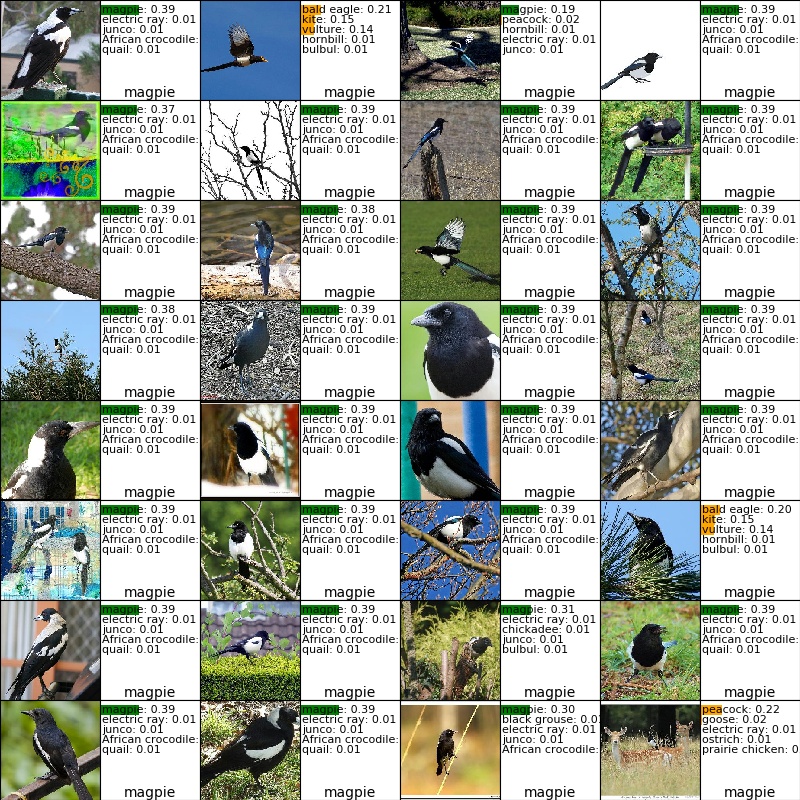 magpie: 0.39
electric ray: 0.01
junco: 0.01
African crocodile:
quail: 0.01
magpie
bald eagle: 0.21
kite: 0.15
vulture: 0.14
hornbill: 0.01
bulbul: 0.01
magpie
magpie: 0.19
peacock: 0.02
hornbill: 0.01
electric ray: 0.01
junco: 0.01
magpie
magpie: 0.39
electric ray: 0.01
junco: 0.01
African crocodile:
quail: 0.01
magpie
magpie: 0.37
electric ray: 0.01
junco: 0.01
African crocodile:
quail: 0.01
magpie
magpie: 0.39
electric ray: 0.01
junco: 0.01
African crocodile:
quail: 0.01
magpie
magpie: 0.39
electric ray: 0.01
junco: 0.01
African crocodile:
quail: 0.01
magpie
magpie: 0.39
electric ray: 0.01
junco: 0.01
African crocodile:
quail: 0.01
magpie
magpie: 0.39
electric ray: 0.01
junco: 0.01
African crocodile:
quail: 0.01
magpie
magpie: 0.38
electric ray: 0.01
junco: 0.01
African crocodile:
quail: 0.01
magpie
magpie: 0.39
electric ray: 0.01
junco: 0.01
African crocodile:
quail: 0.01
magpie
magpie: 0.39
electric ray: 0.01
junco: 0.01
African crocodile:
quail: 0.01
magpie
magpie: 0.38
electric ray: 0.01
junco: 0.01
African crocodile:
quail: 0.01
magpie
magpie: 0.39
electric ray: 0.01
junco: 0.01
African crocodile:
quail: 0.01
magpie
magpie: 0.39
electric ray: 0.01
junco: 0.01
African crocodile:
quail: 0.01
magpie
magpie: 0.39
electric ray: 0.01
junco: 0.01
African crocodile:
quail: 0.01
magpie
magpie: 0.39
electric ray: 0.01
junco: 0.01
African crocodile:
quail: 0.01
magpie
magpie: 0.39
electric ray: 0.01
junco: 0.01
African crocodile:
quail: 0.01
magpie
magpie: 0.39
electric ray: 0.01
junco: 0.01
African crocodile:
quail: 0.01
magpie
magpie: 0.39
electric ray: 0.01
junco: 0.01
African crocodile:
quail: 0.01
magpie
magpie: 0.39
electric ray: 0.01
junco: 0.01
African crocodile:
quail: 0.01
magpie
magpie: 0.39
electric ray: 0.01
junco: 0.01
African crocodile:
quail: 0.01
magpie
magpie: 0.39
electric ray: 0.01
junco: 0.01
African crocodile:
quail: 0.01
magpie
bald eagle: 0.20
kite: 0.15
vulture: 0.14
hornbill: 0.01
bulbul: 0.01
magpie
magpie: 0.39
electric ray: 0.01
junco: 0.01
African crocodile:
quail: 0.01
magpie
magpie: 0.39
electric ray: 0.01
junco: 0.01
African crocodile:
quail: 0.01
magpie
magpie: 0.31
electric ray: 0.01
chickadee: 0.01
junco: 0.01
bulbul: 0.01
magpie
magpie: 0.39
electric ray: 0.01
junco: 0.01
African crocodile:
quail: 0.01
magpie
magpie: 0.39
electric ray: 0.01
junco: 0.01
African crocodile:
quail: 0.01
magpie
magpie: 0.39
electric ray: 0.01
junco: 0.01
African crocodile:
quail: 0.01
magpie
magpie: 0.30
black grouse: 0.01
electric ray: 0.01
junco: 0.01
African crocodile:
magpie
peacock: 0.22
goose: 0.02
electric ray: 0.01
ostrich: 0.01
prairie chicken: 0
magpie